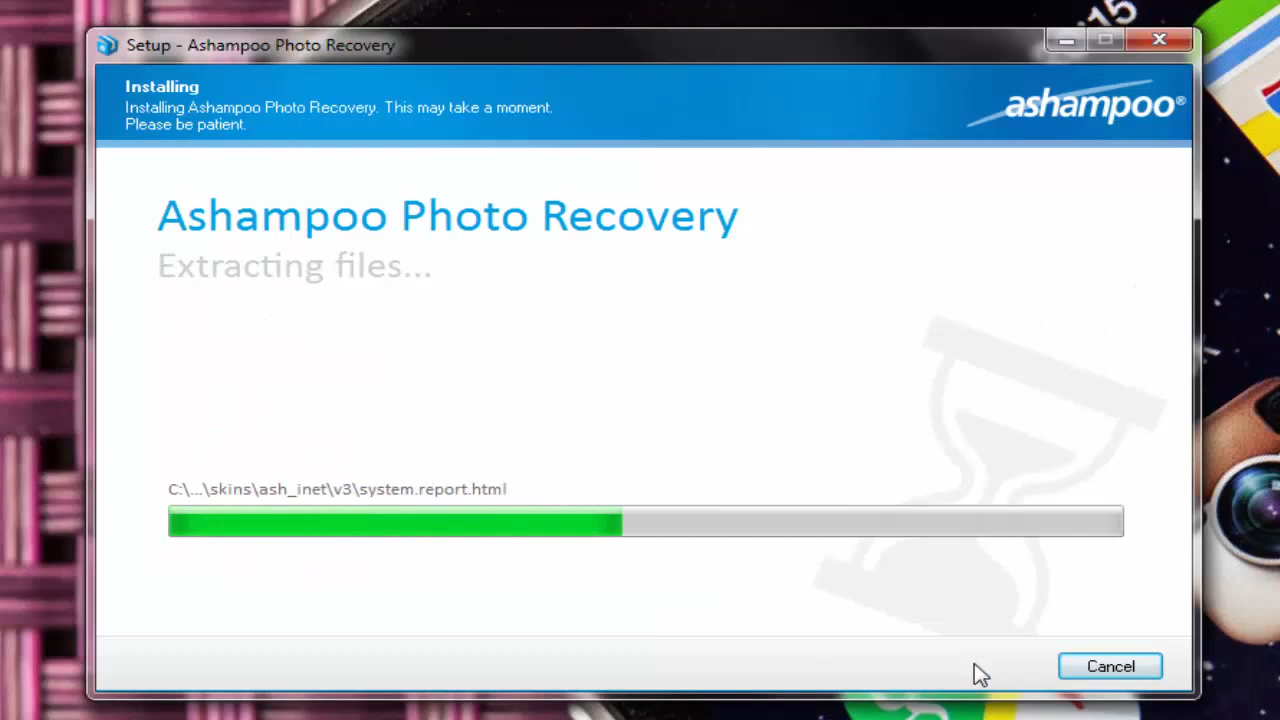 15
Setup - Ashampoo Photo Recovery
Installing
Installing Ashampoo Photo Recovery. This may take a moment.
Please be patient.
ashampoo®
Ashampoo Photo Recovery
Extracting files...
C:\...\skins\ash_inet\v3\system.report.html
Cancel